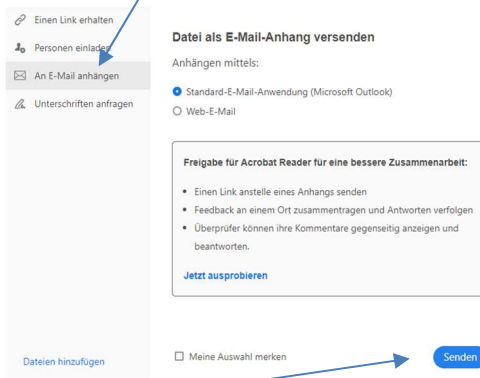 Einen Link erhalten
Personen einladen
An E-Mail anhängen
Unterschriften anfragen
Dateien hinzufügen
Datei als E-Mail-Anhang versenden
Anhängen mittels:
Standard-E-Mail-Anwendung (Microsoft Outlook)
Web-E-Mail
Freigabe für Acrobat Reader für eine bessere Zusammenarbeit:
• Einen Link anstelle eines Anhangs senden
• Feedback an einem Ort zusammentragen und Antworten verfolgen
• Überprüfer können ihre Kommentare gegenseitig anzeigen und
beantworten.
Jetzt ausprobieren
Meine Auswahl merken
Senden